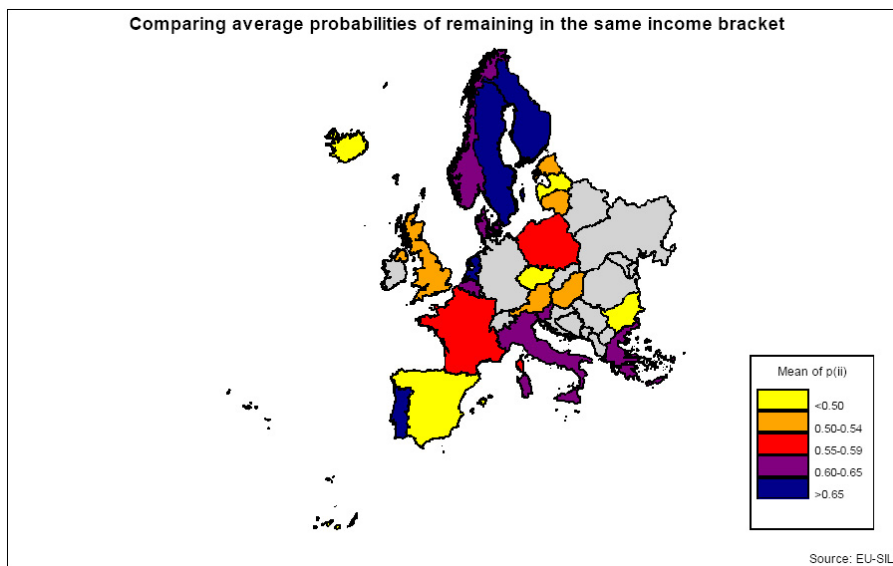 Comparing average probabilities of remaining in the same income bracket
Mean of p(ii)
<0.50
0.50-0.54
0.55-0.59
0.60-0.65
>0.65
Source: EU-SIL